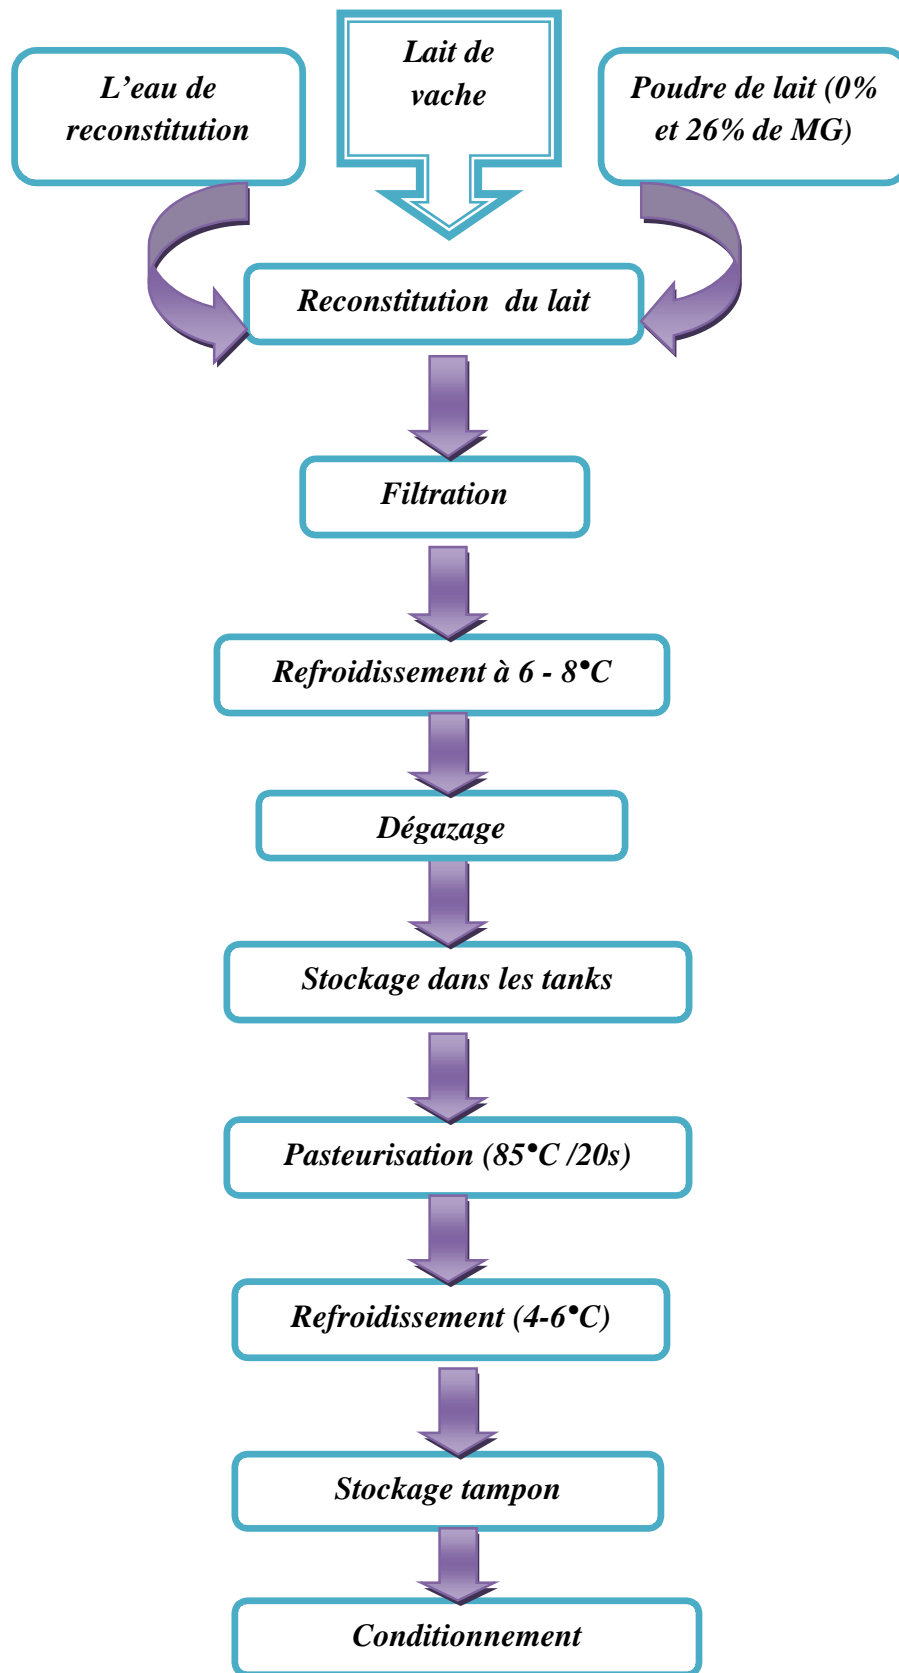 L'eau de
reconstitution
Lait de
vache
Poudre de lait (0%
et 26% de MG)
Reconstitution  du lait
Filtration
Refroidissement à 6 - 8°C
Dégazage
Stockage dans les tanks
Pasteurisation (85°C /20s)
Refroidissement (4-6°C)
Stockage tampon
Conditionnement